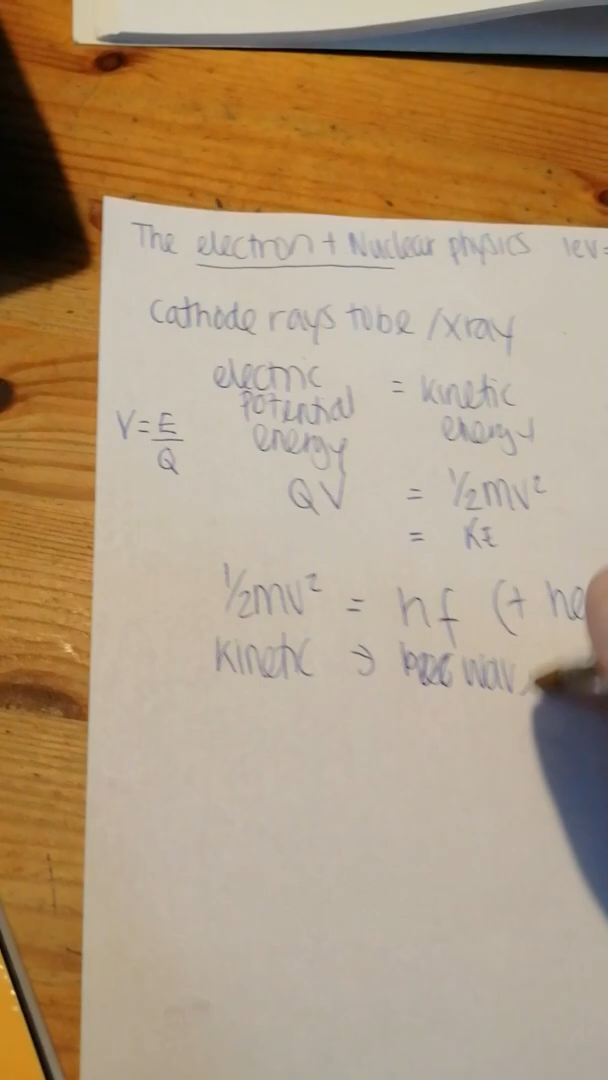 The electron + Nuclear physics 1ev=
Cathode rays tube /xray
electric potential energy = kinetic energy
V=E/Q
QV = ½mv²
= KE
½mv² = hf (+ he
kinetic → wav